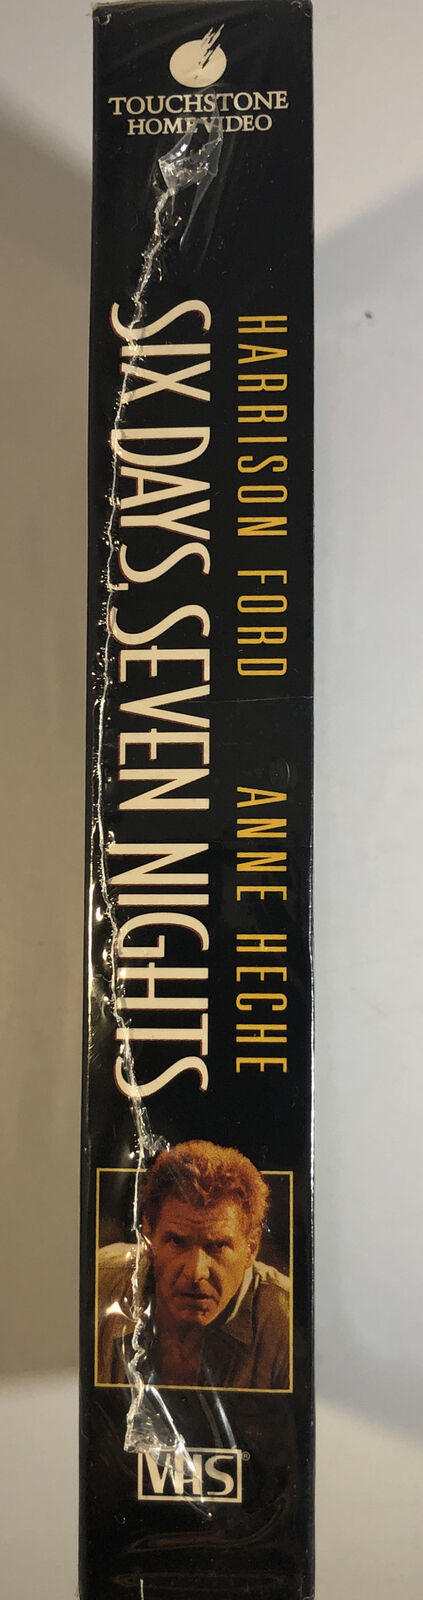 TOUCHSTONE
HOME VIDEO
HARRISON FORD ANNE HECHE
SIX DAYS, SEVEN NIGHTS
VHS®